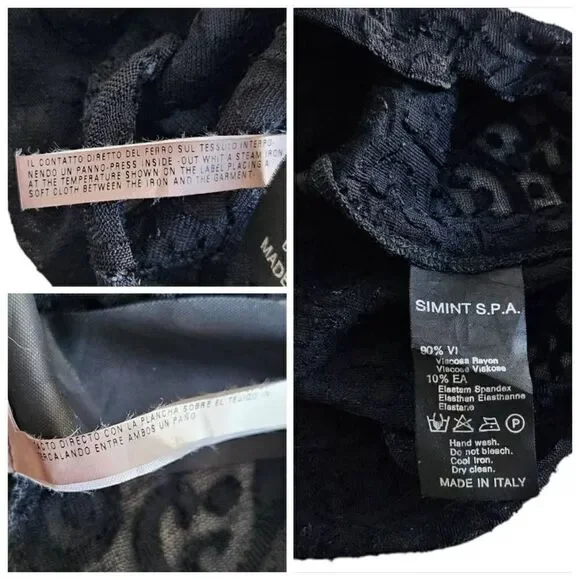 IL CONTATTO DIRETTO DEL FERRO SUL TESSUTO INTERPO-
NENDO UN PANNO-PRESS INSIDE-OUT WHIT A STEAM IRON
AT THE TEMPERATURE SHOWN ON THE LABEL PLACING A
SOFT CLOTH BETWEEN THE IRON AND THE GARMENT.
MADE
DIRECTO CON LA PLANCHA SOBRE EL TEJIDO IN
ERCALANDO ENTRE AMBOS UN PAÑO
SIMINT S.P.A.
90% VI
Viscosa Rayon
Viscose Viskose
10% EA
Elastam Spandex
Elasthan Elasthanne
Elastano
P
Hand wash.
Do not bleach.
Cool Iron.
Dry clean.
MADE IN ITALY